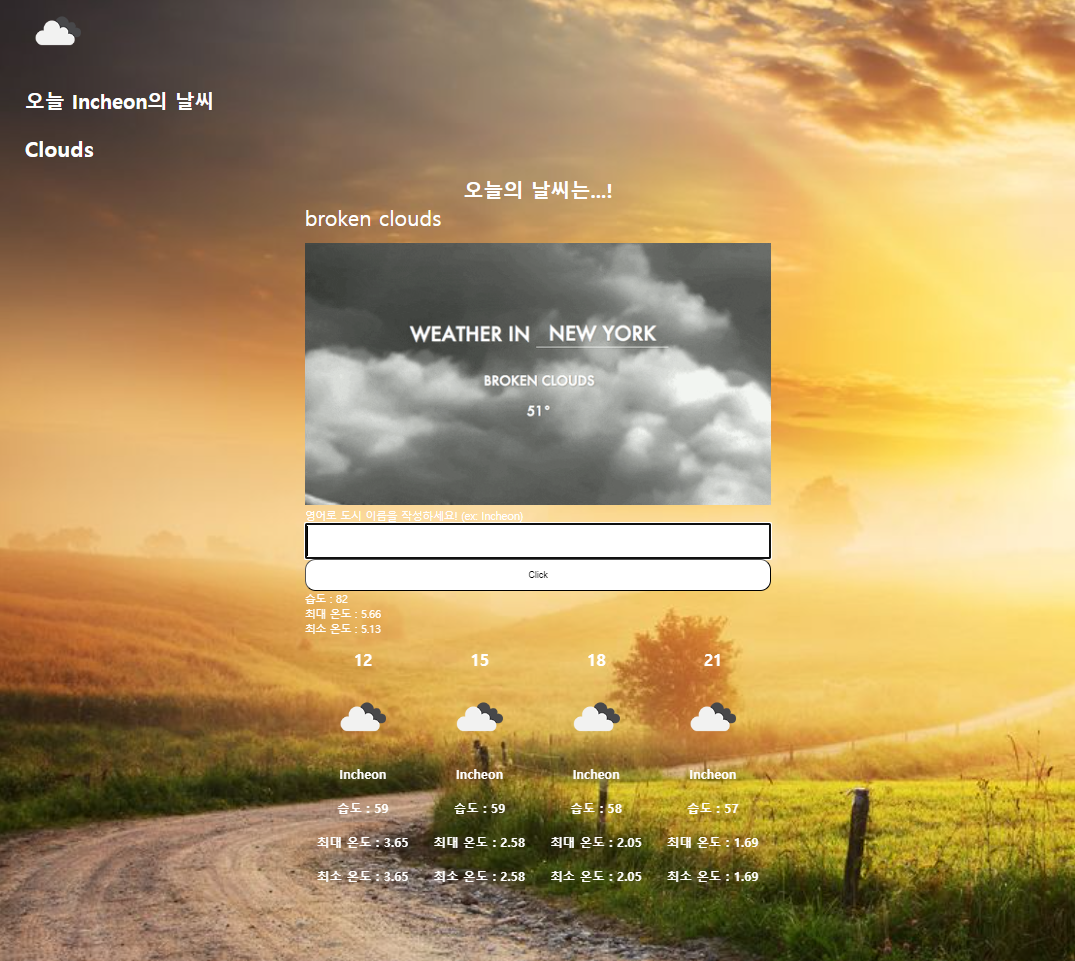 오늘 Incheon의 날씨
Clouds
오늘의 날씨는...!
broken clouds
WEATHER IN NEW YORK
BROKEN CLOUDS
51°
영어로 도시 이름을 작성하세요! (ex: Incheon)
Click
습도 : 82
최대 온도 : 5.66
최소 온도 : 5.13
12 15 18 21
Incheon Incheon Incheon Incheon
습도 : 59 습도 : 59 습도 : 58 습도 : 57
최대 온도 : 3.65 최대 온도 : 2.58 최대 온도 : 2.05 최대 온도 : 1.69
최소 온도 : 3.65 최소 온도 : 2.58 최소 온도 : 2.05 최소 온도 : 1.69